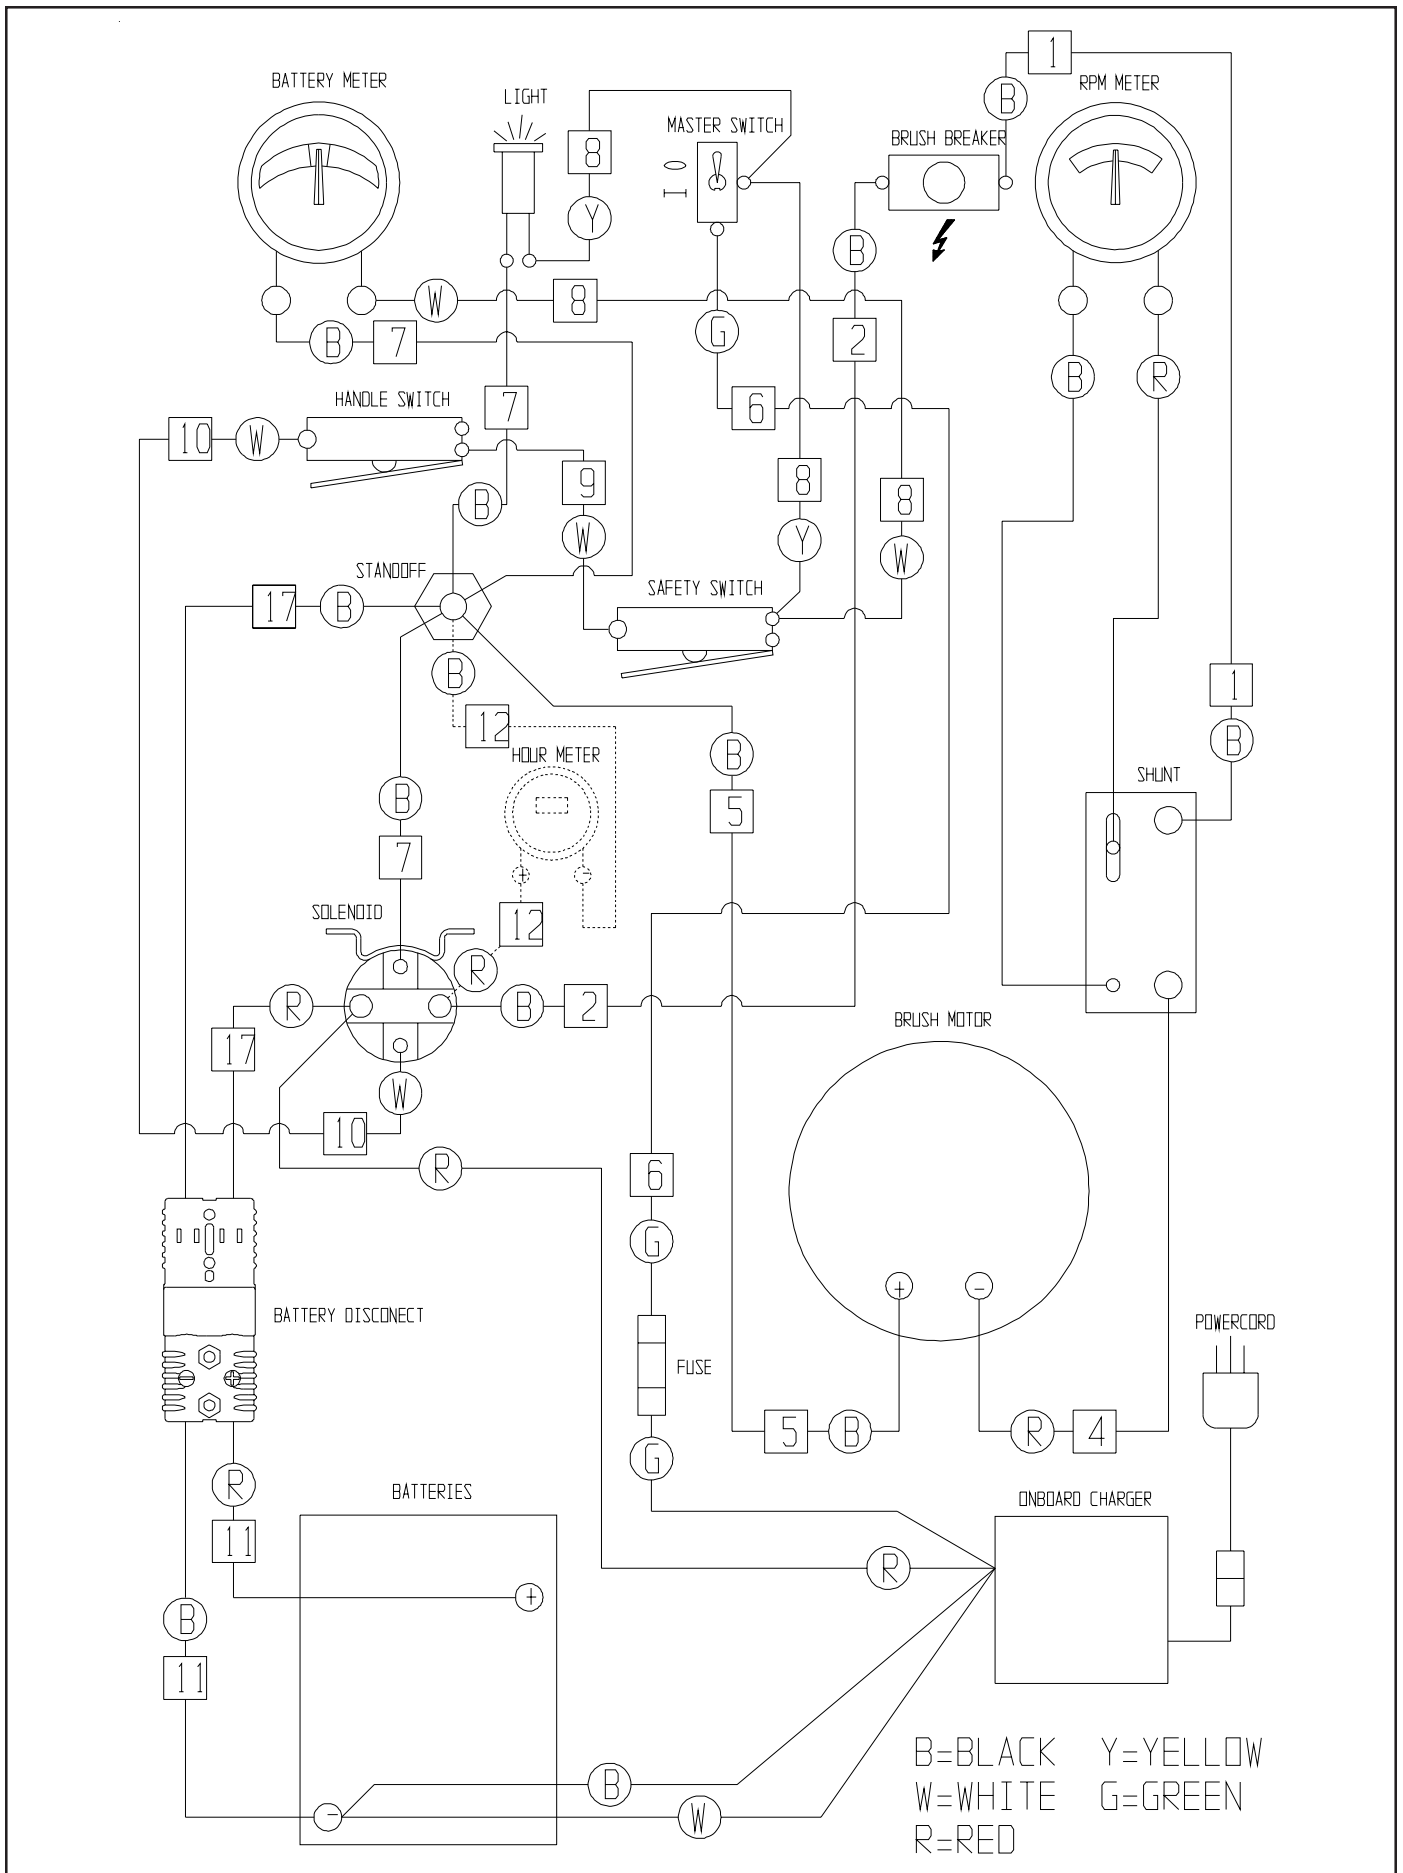 1
BATTERY METER
RPM METER
LIGHT
B
MASTER SWITCH
BRUSH BREAKER
8
I O
Y
B
W
8
G
2
B
7
B
R
7
6
HANDLE SWITCH
10
W
9
8
8
B
W
Y
W
STANDOFF
SAFETY SWITCH
17
B
B
1
12
B
B
HOUR METER
SHUNT
B
5
7
+
-
SOLENOID
12
R
R
B
2
BRUSH MOTOR
17
W
10
R
6
G
+
-
BATTERY DISCONECT
POWERCORD
FUSE
5
B
R
4
G
R
BATTERIES
ONBOARD CHARGER
11
R
+
B
11
B=BLACK Y=YELLOW
B
W=WHITE G=GREEN
-
W
R=RED